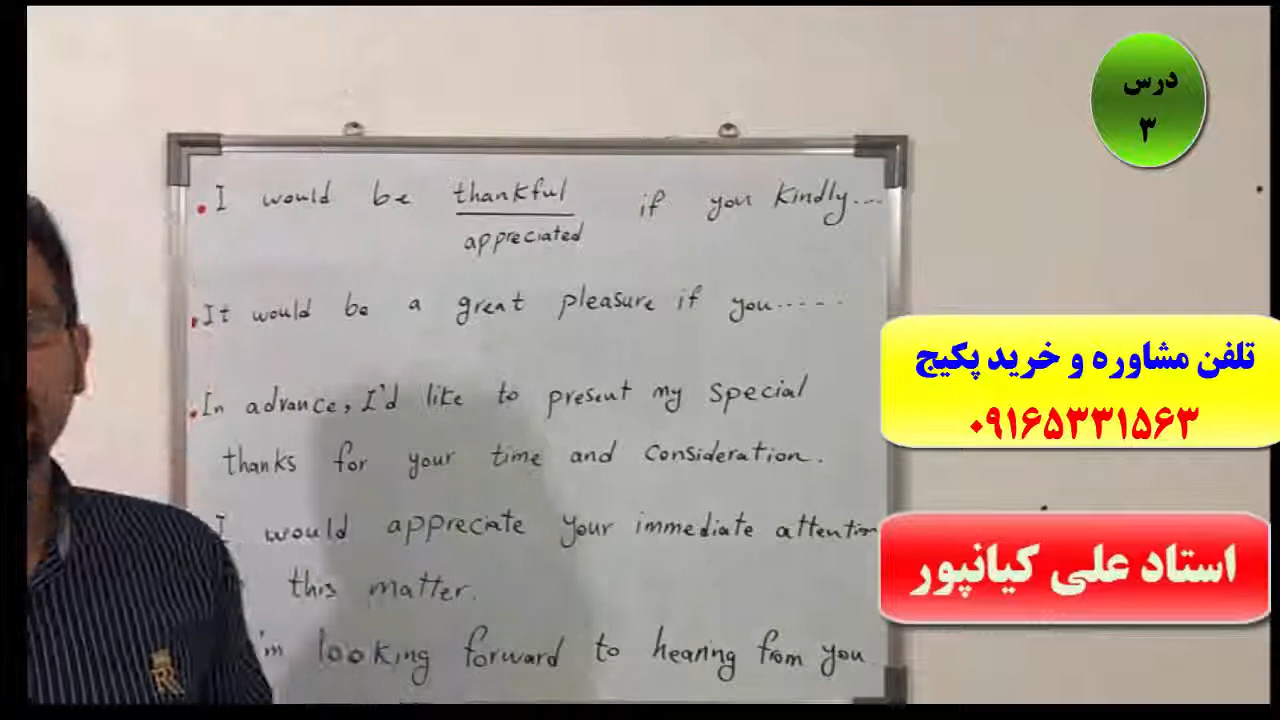 درس
۳
. I would be thankful if you kindly...
appreciated
. It would be a great pleasure if you.....
. In advance, I'd like to present my special
thanks for your time and consideration.
I would appreciate your immediate attention
this matter.
'm looking forward to hearing from you
تلفن مشاوره و خرید پکیج
۰۹۱۶۵۳۳۱۵۶۳
استاد علی کیانپور